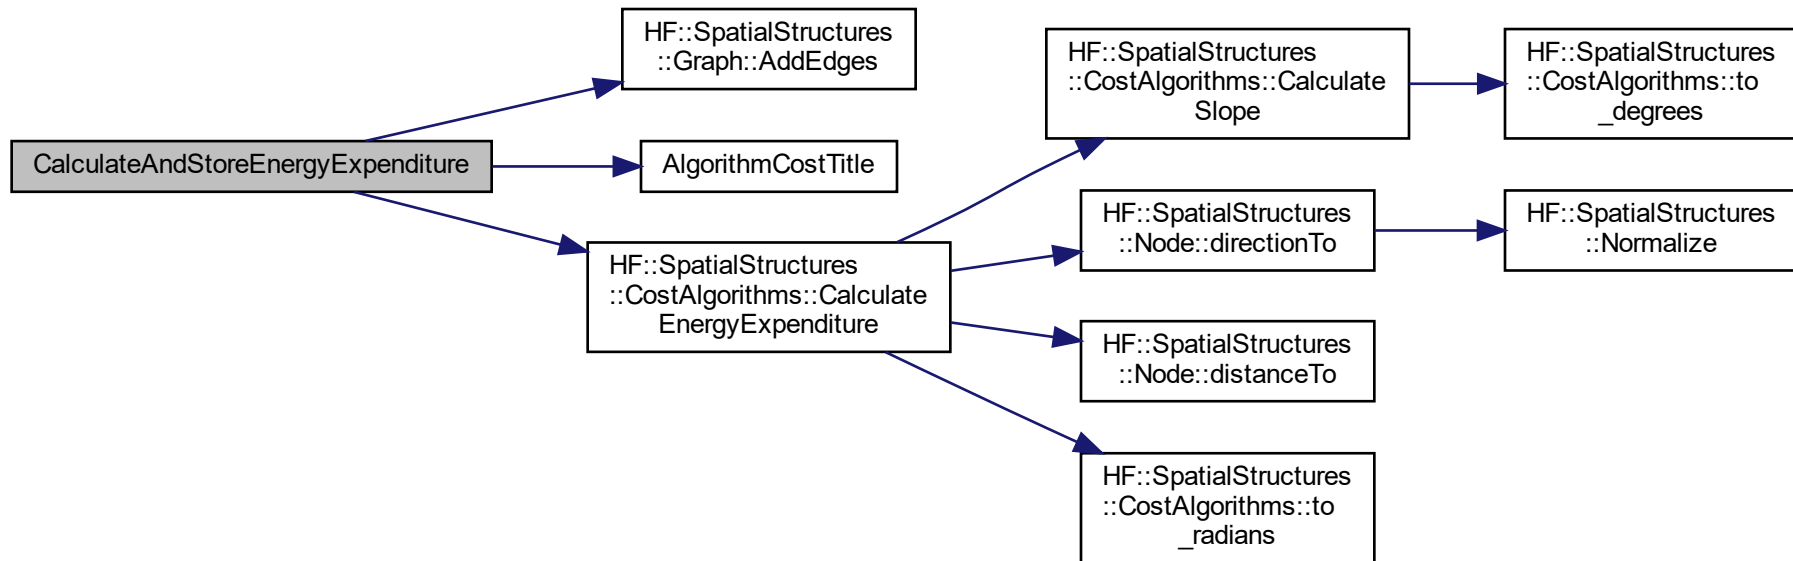 CalculateAndStoreEnergyExpenditure
HF::SpatialStructures
::Graph::AddEdges
AlgorithmCostTitle
HF::SpatialStructures
::CostAlgorithms::Calculate
EnergyExpenditure
HF::SpatialStructures
::CostAlgorithms::Calculate
Slope
HF::SpatialStructures
::Node::directionTo
HF::SpatialStructures
::Node::distanceTo
HF::SpatialStructures
::CostAlgorithms::to
_radians
HF::SpatialStructures
::CostAlgorithms::to
_degrees
HF::SpatialStructures
::Normalize